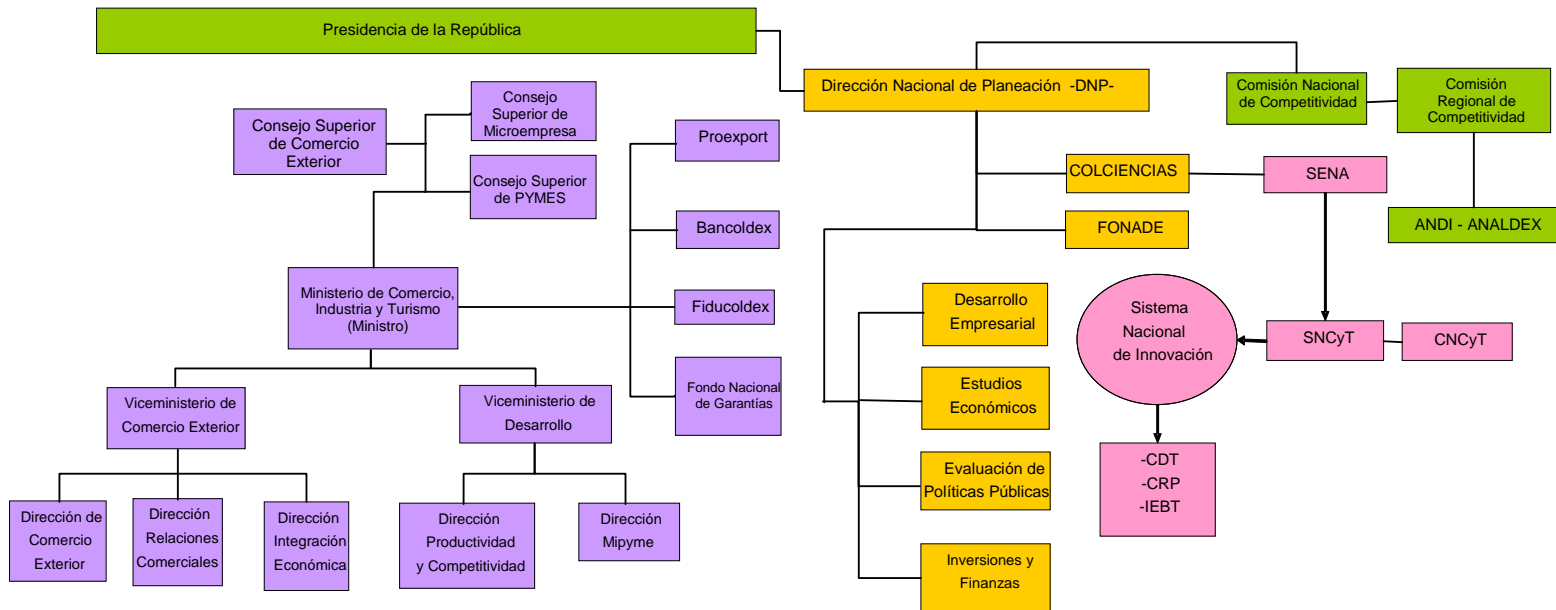 Presidencia de la República
Dirección Nacional de Planeación -DNP-
Comisión Nacional
de Competitividad
Comisión
Regional de
Competitividad
Consejo Superior
de Comercio
Exterior
Consejo
Superior de
Microempresa
Consejo Superior
de PYMES
Proexport
Bancoldex
Fiducoldex
Fondo Nacional
de Garantías
Ministerio de Comercio,
Industria y Turismo
(Ministro)
Viceministerio de
Comercio Exterior
Viceministerio de
Desarrollo
Dirección de
Comercio
Exterior
Dirección
Relaciones
Comerciales
Dirección
Integración
Económica
Dirección
Productividad
y Competitividad
Dirección
Mipyme
COLCIENCIAS
SENA
FONADE
ANDI - ANALDEX
Desarrollo
Empresarial
Estudios
Económicos
Evaluación de
Políticas Públicas
Inversiones y
Finanzas
Sistema
Nacional
de Innovación
SNCyT
CNCyT
-CDT
-CRP
-IEBT